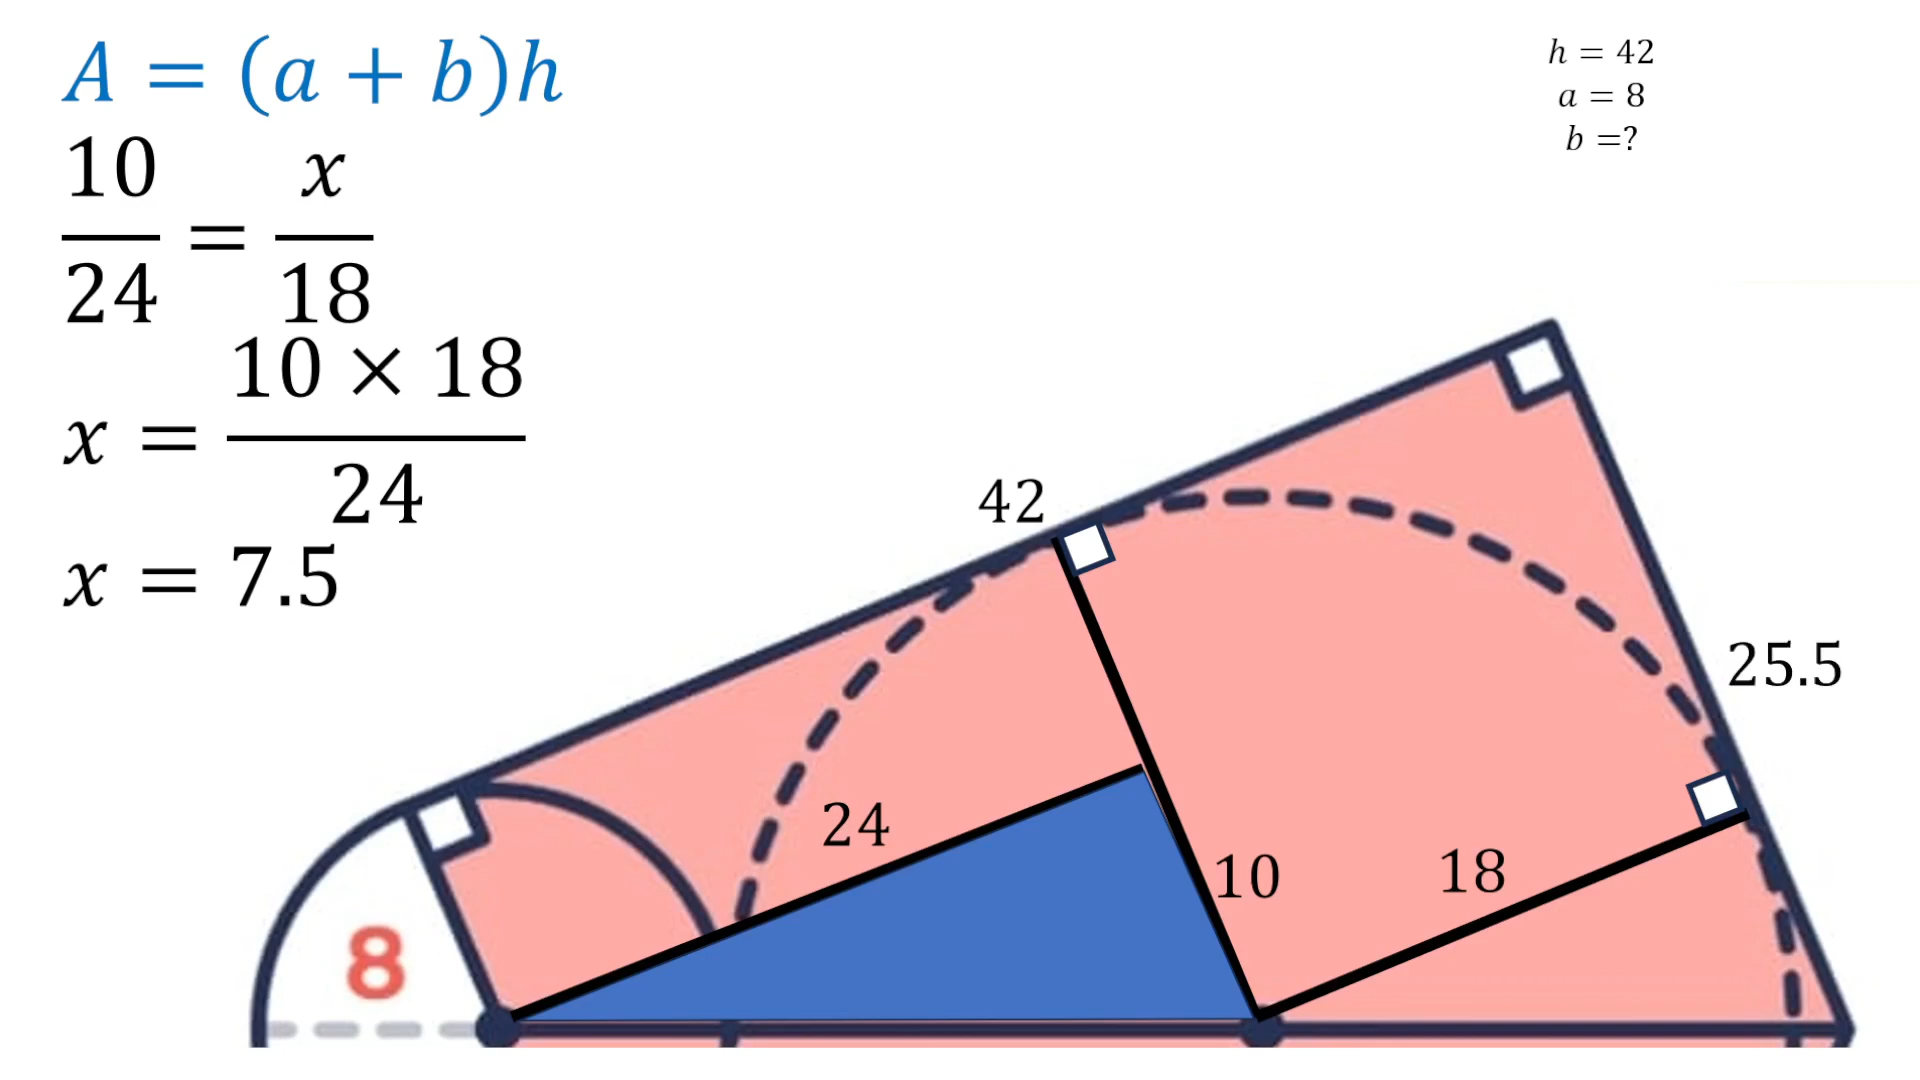 A = (a + b)h
10/24 = x/18
x = 10 × 18/24
x = 7.5
h = 42
a = 8
b =?
42
25.5
24
10
18
8